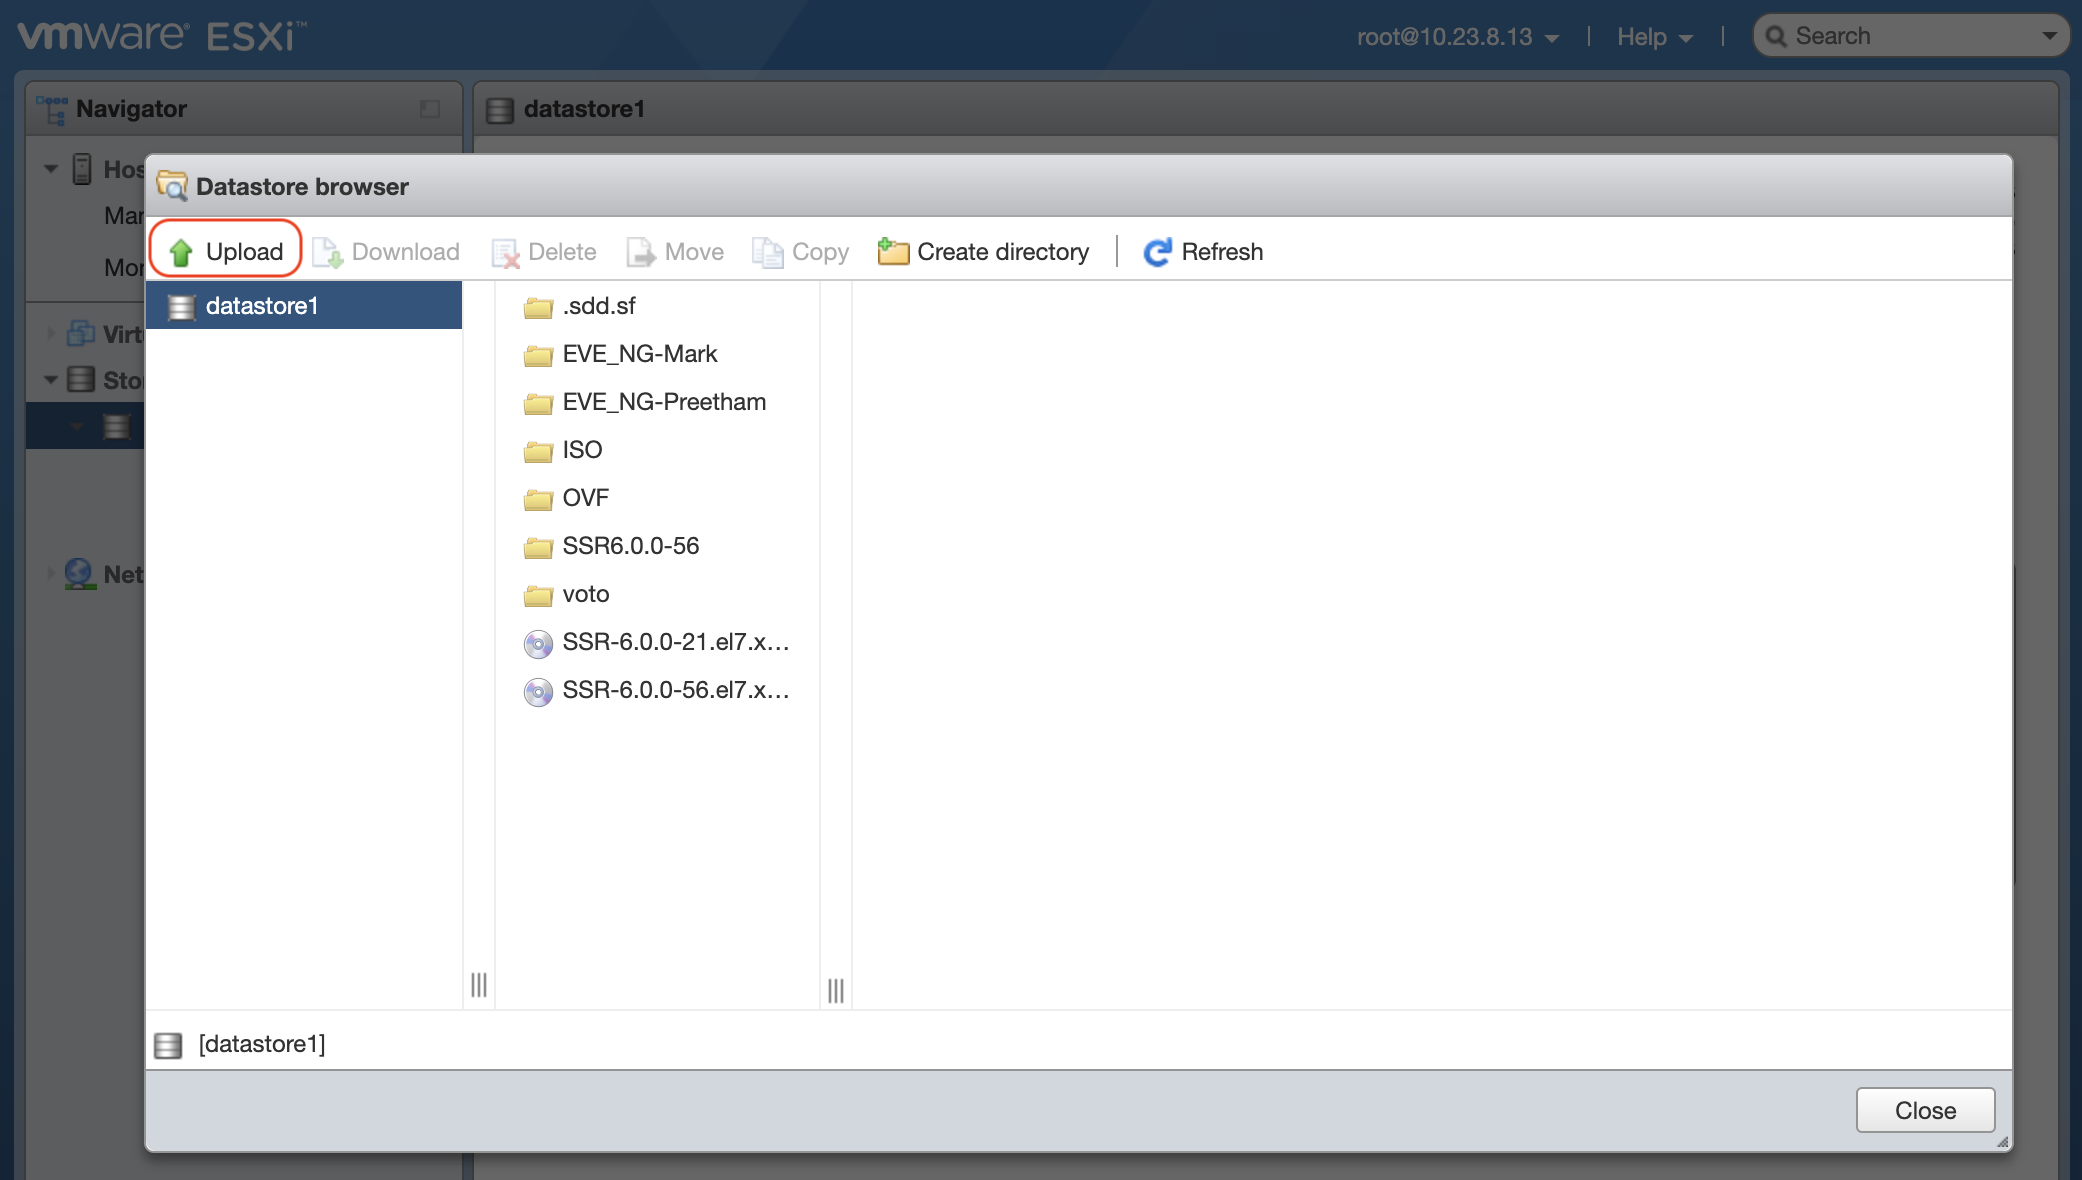 vmware® ESXi™
root@10.23.8.13 | Help | Search
Navigator
datastore1
Hos
Mar
Mor
Virtu
Stor
Net
Datastore browser
Upload Download Delete Move Copy Create directory | Refresh
datastore1
.sdd.sf
EVE_NG-Mark
EVE_NG-Preetham
ISO
OVF
SSR6.0.0-56
voto
SSR-6.0.0-21.el7.x...
SSR-6.0.0-56.el7.x...
[datastore1]
Close